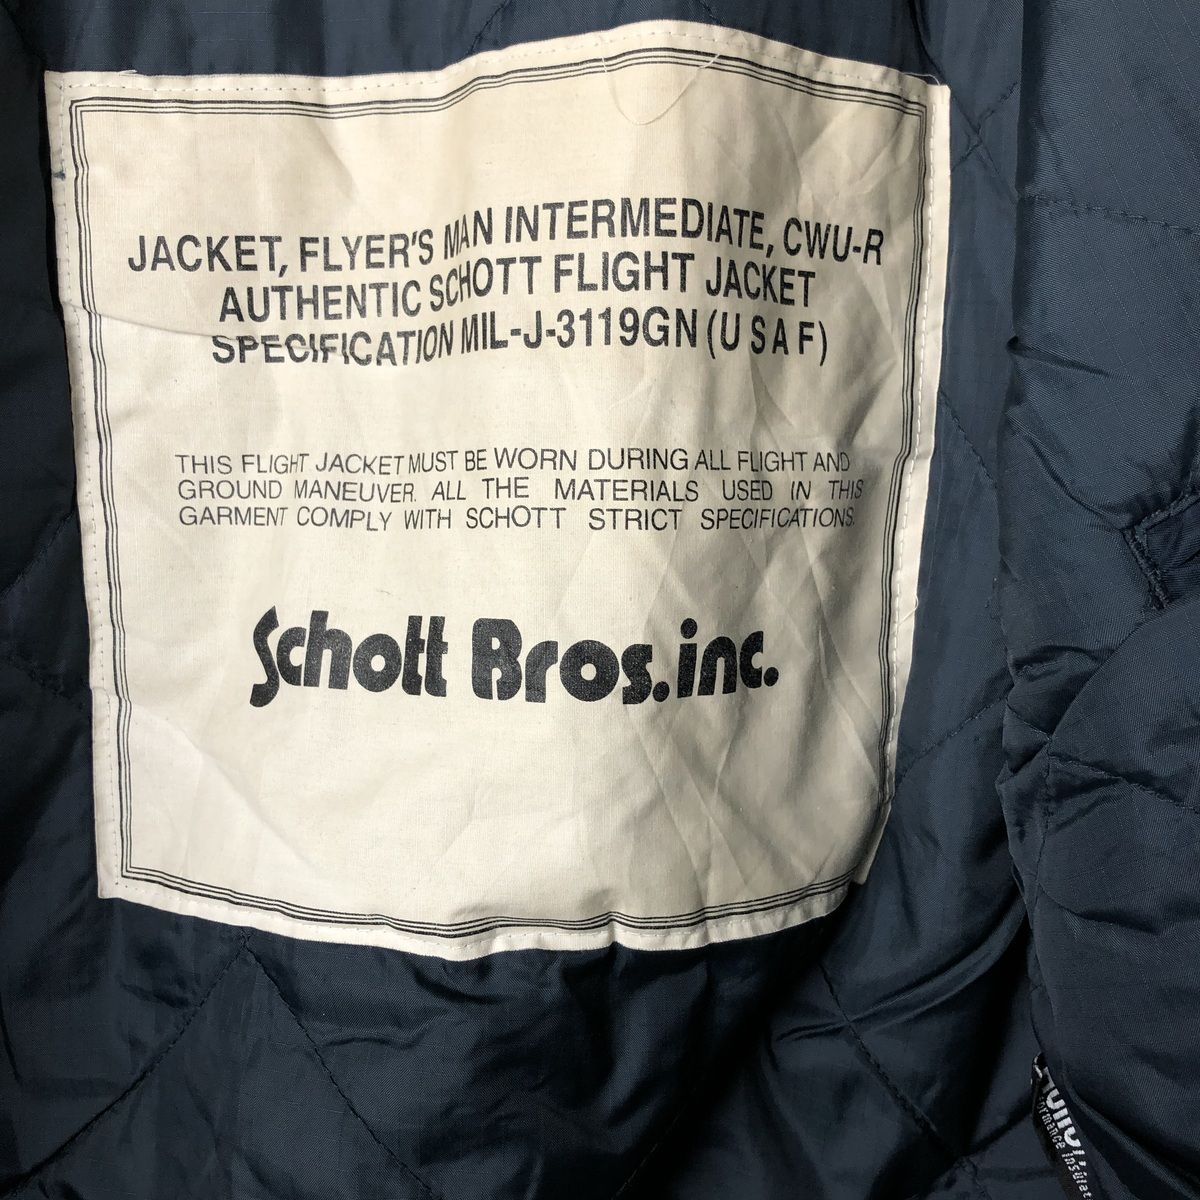 JACKET, FLYER'S MAN INTERMEDIATE, CWU-R
AUTHENTIC SCHOTT FLIGHT JACKET
SPECIFICATION MIL-J-3119GN (U S A F)
THIS FLIGHT JACKET MUST BE WORN DURING ALL FLIGHT AND
GROUND MANEUVER. ALL THE MATERIALS USED IN THIS
GARMENT COMPLY WITH SCHOTT STRICT SPECIFICATIONS.
Schott Bros. inc.